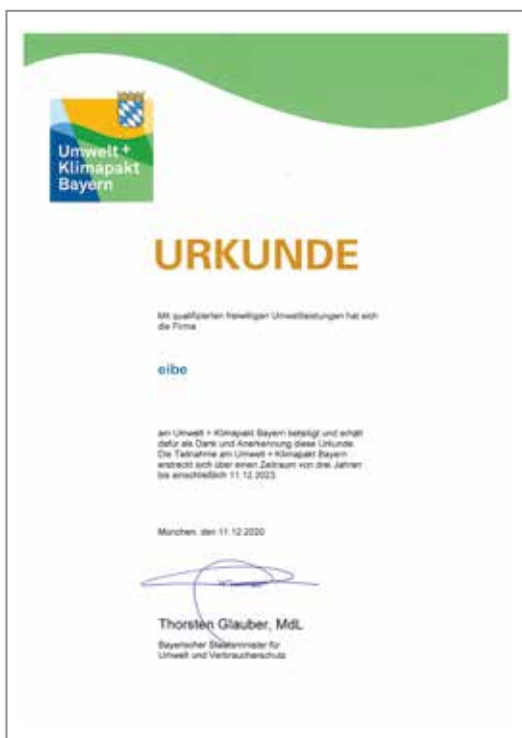 Umwelt +
Klimapakt
Bayern
URKUNDE
Mit qualifizierten freiwilligen Umweltleistungen hat sich
die Firma
eibe
am Umwelt + Klimapakt Bayern beteiligt und erhält
dafür als Dank und Anerkennung diese Urkunde.
Die Teilnahme am Umwelt + Klimapakt Bayern
erstreckt sich über einen Zeitraum von drei Jahren
bis einschließlich 11.12.2023.
München, den 11.12.2020
Thorsten Glauber, MdL
Bayerischer Staatsminister für
Umwelt und Verbraucherschutz